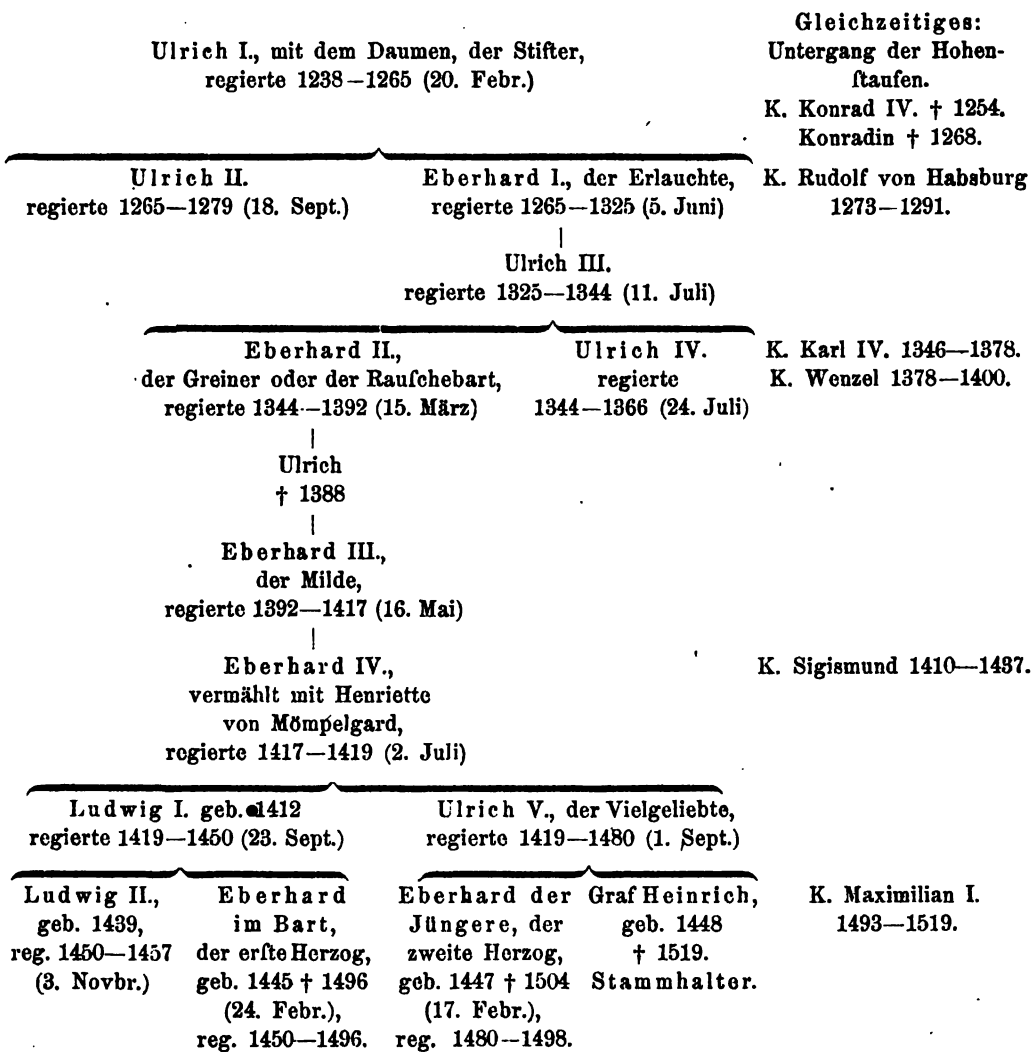 Gleichzeitiges:
Ulrich I., mit dem Daumen, der Stifter,
regierte 1238—1265 (20. Febr.)
Untergang der Hohen-
ſtaufen.
K. Konrad IV. † 1254.
Konradin † 1268.
Ulrich II.
regierte 1265—1279 (18. Sept.)
Eberhard I., der Erlauchte,
regierte 1265—1325 (5. Juni)
K. Rudolf von Habsburg
1273—1291.
Ulrich III.
regierte 1325—1344 (11. Juli)
Eberhard II.,
der Greiner oder der Rauſchebart,
regierte 1344—1392 (15. März)
Ulrich IV.
regierte
1344—1366 (24. Juli)
K. Karl IV. 1346—1378.
K. Wenzel 1378—1400.
Ulrich
† 1388
Eberhard III.,
der Milde,
regierte 1392—1417 (16. Mai)
Eberhard IV.,
vermählt mit Henriette
von Mömpelgard,
regierte 1417—1419 (2. Juli)
K. Sigismund 1410—1437.
Ludwig I. geb. 1412
regierte 1419—1450 (23. Sept.)
Ulrich V., der Vielgeliebte,
regierte 1419—1480 (1. Sept.)
Ludwig II.,
geb. 1439,
reg. 1450—1457
(3. Novbr.)
Eberhard
im Bart,
der erſte Herzog,
geb. 1445 † 1496
(24. Febr.),
reg. 1450—1496.
Eberhard der
Jüngere, der
zweite Herzog,
geb. 1447 † 1504
(17. Febr.),
reg. 1480—1498.
Graf Heinrich,
geb. 1448
† 1519.
Stammhalter.
K. Maximilian I.
1493—1519.